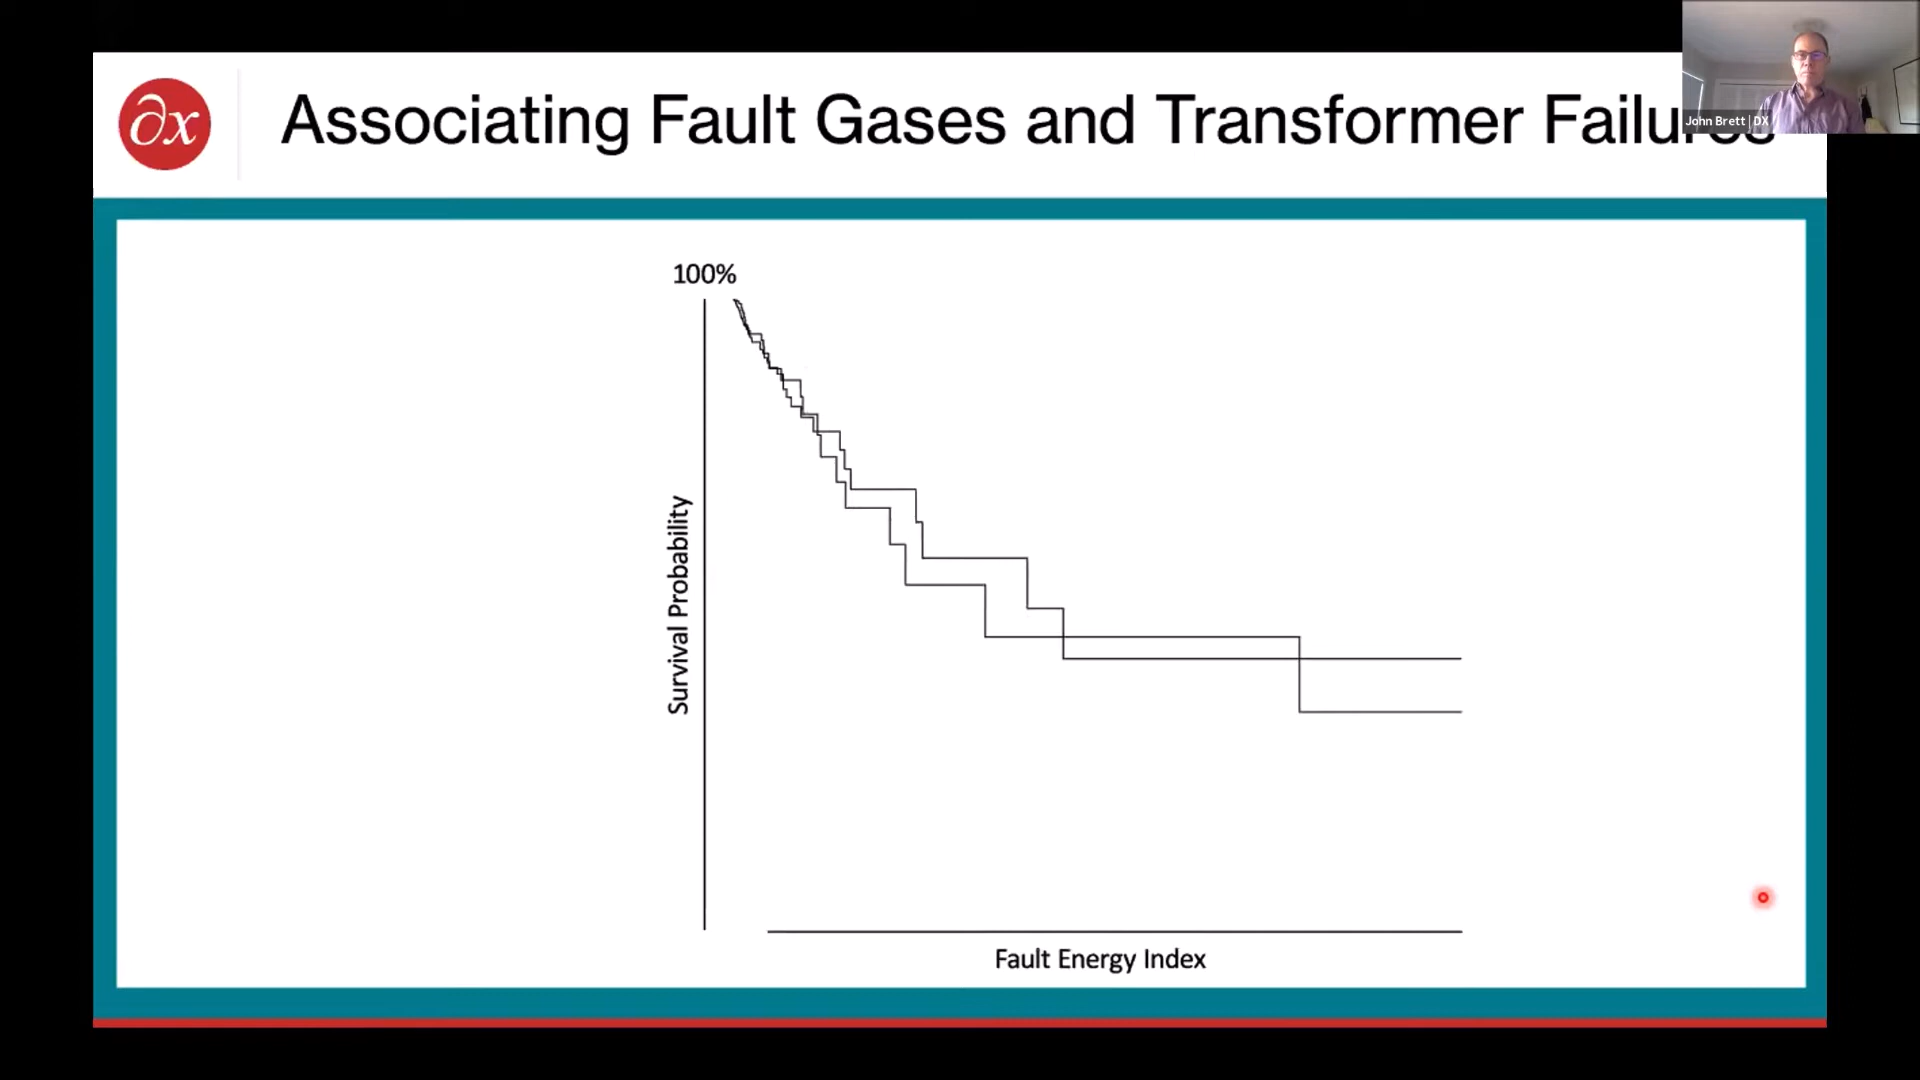 ∂x
Associating Fault Gases and Transformer Failures
John Brett | DX
100%
Survival Probability
Fault Energy Index